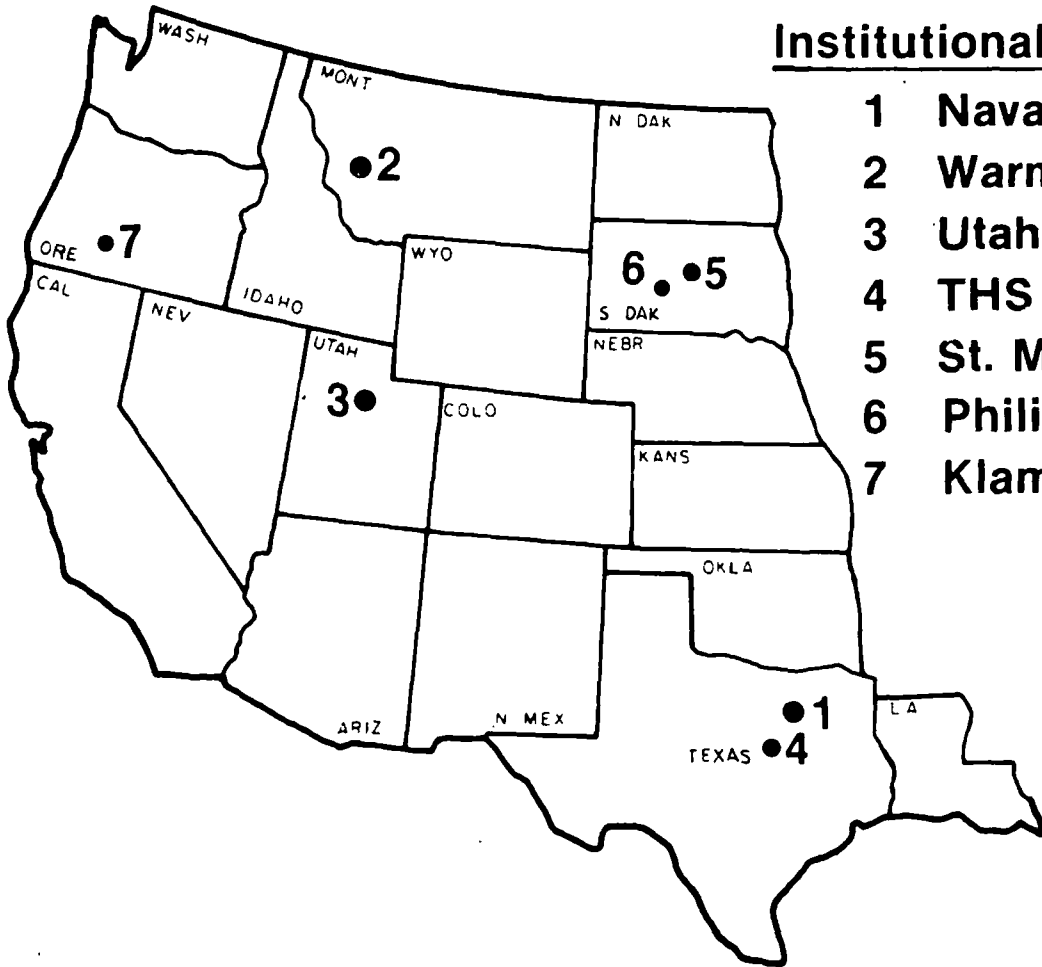 Institutional
1 Nava
2 Warn
3 Utah
4 THS
5 St. M
6 Phili
7 Klam
WASH
MONT
N DAK
2
ORE
7
WYO
6
5
S DAK
CAL
IDAHO
NEV
UTAH
NEBR
3
COLO
KANS
OKLA
ARIZ
N MEX
1
LA
TEXAS
4